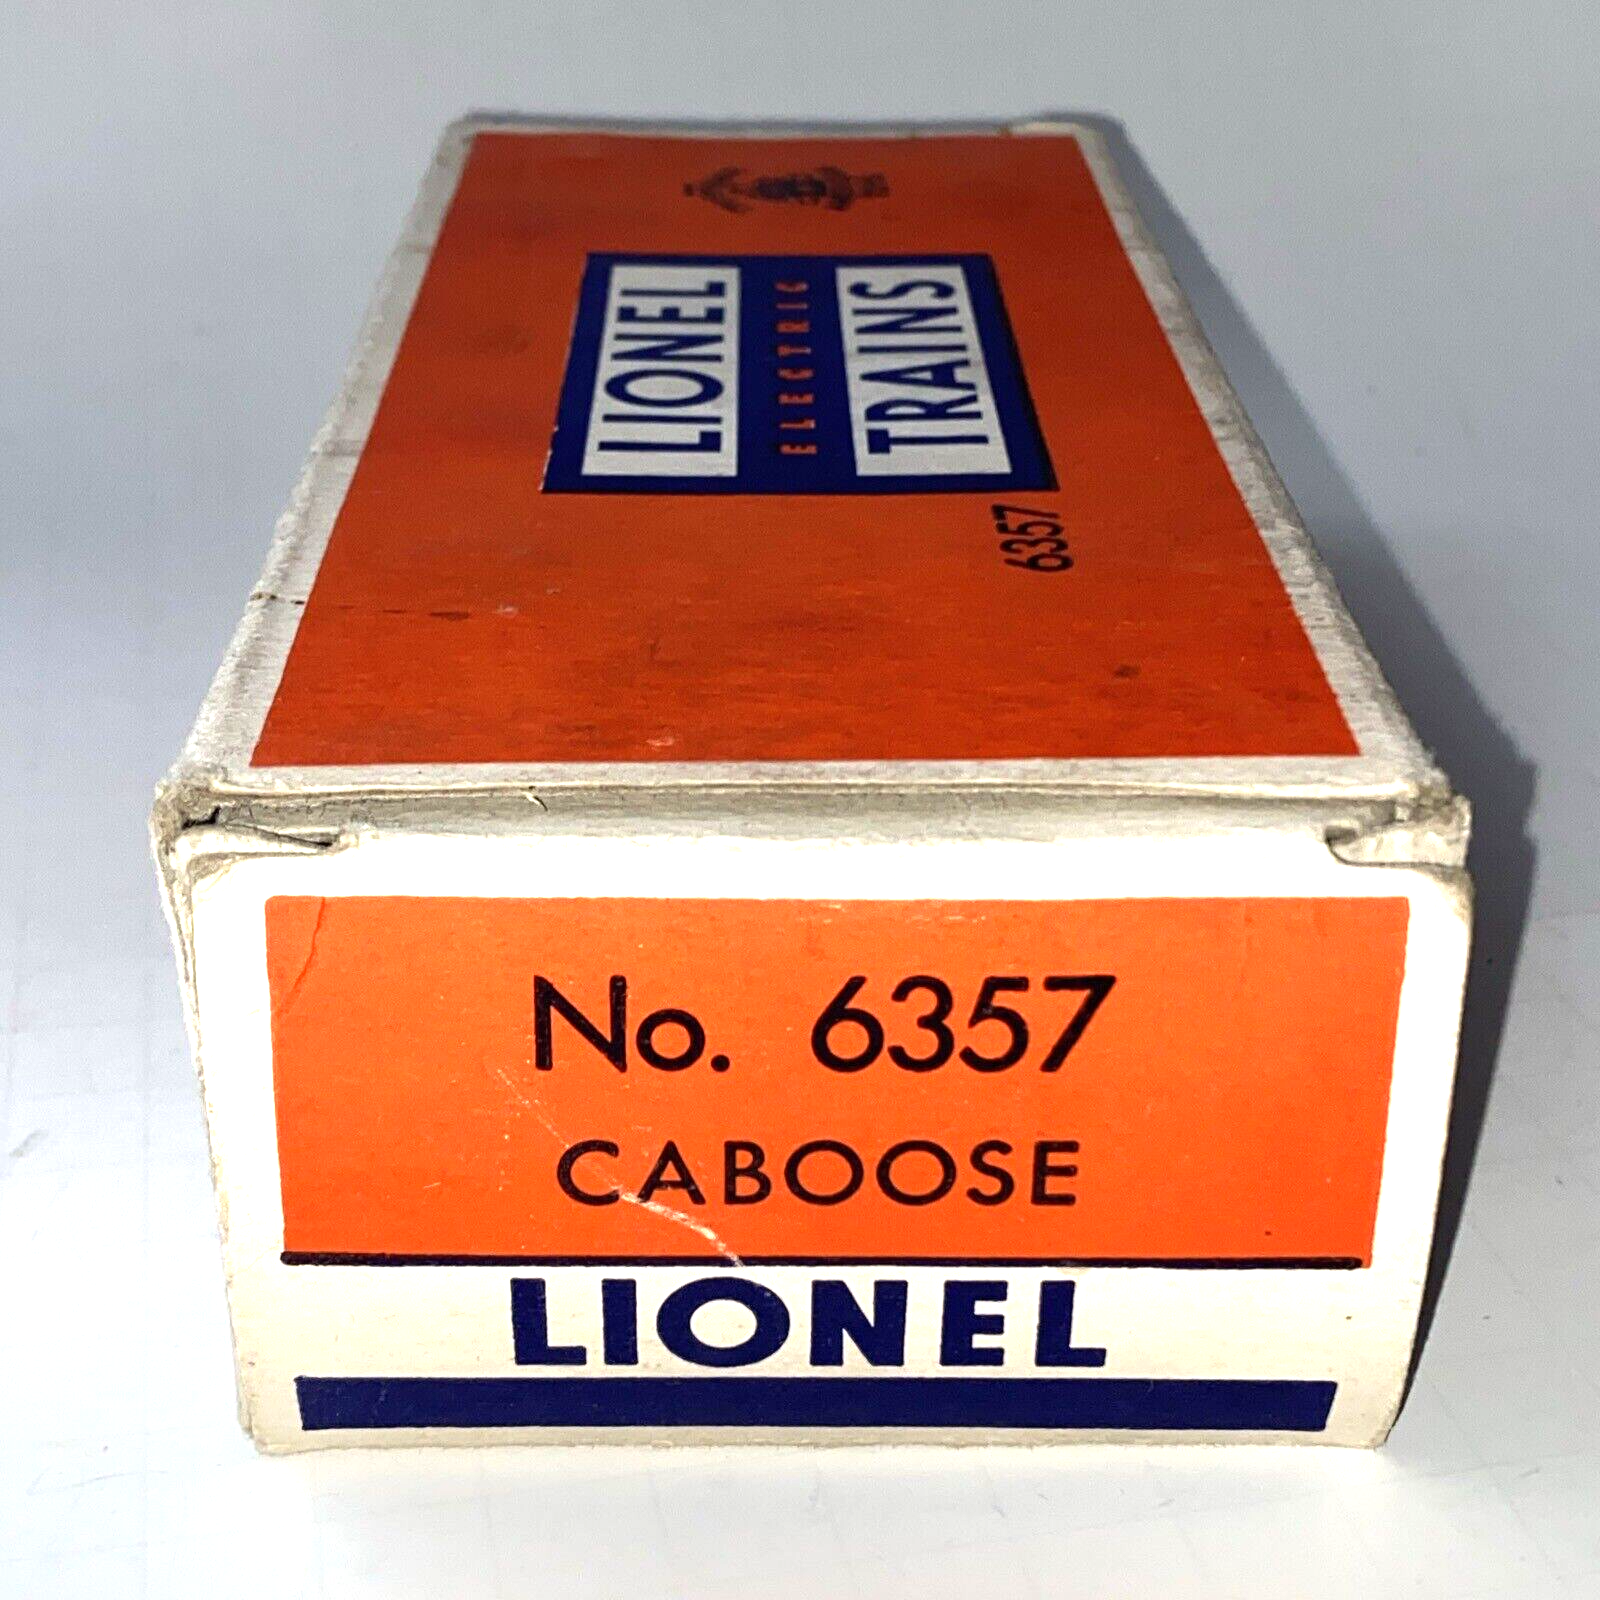 LIONEL
ELECTRIC
TRAINS
6357
No. 6357
CABOOSE
LIONEL